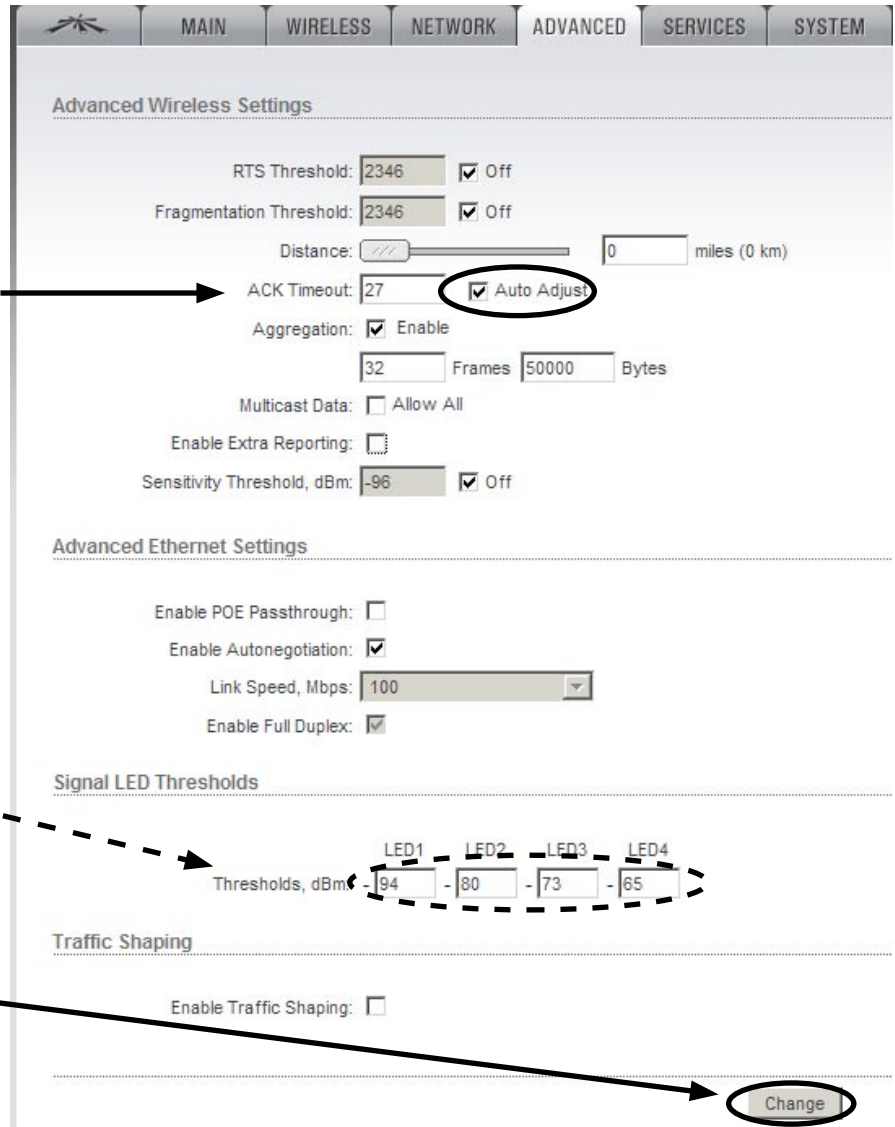 MAIN WIRELESS NETWORK ADVANCED SERVICES SYSTEM
Advanced Wireless Settings
RTS Threshold: 2346 Off
Fragmentation Threshold: 2346 Off
Distance: 0 miles (0 km)
ACK Timeout: 27 Auto Adjust
Aggregation: Enable
32 Frames 50000 Bytes
Multicast Data: Allow All
Enable Extra Reporting:
Sensitivity Threshold, dBm: -96 Off
Advanced Ethernet Settings
Enable POE Passthrough:
Enable Autonegotiation:
Link Speed, Mbps: 100
Enable Full Duplex:
Signal LED Thresholds
LED1 LED2 LED3 LED4
Thresholds, dBm: - 94 - 80 - 73 - 65
Traffic Shaping
Enable Traffic Shaping:
Change